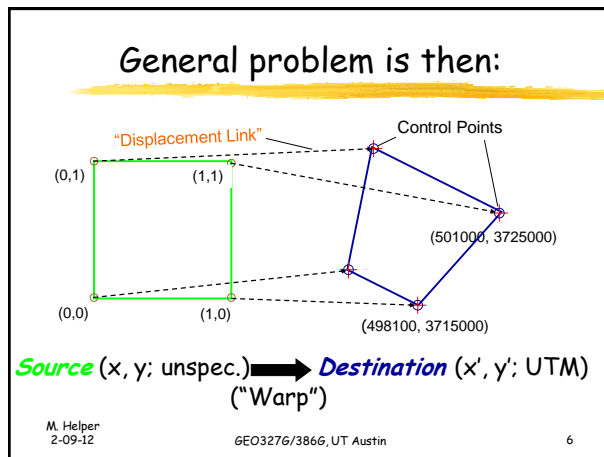 General problem is then:
“Displacement Link”
Control Points
(0,1)
(1,1)
(501000, 3725000)
(0,0)
(1,0)
(498100, 3715000)
Source (x, y; unspec.) Destination (x’, y’; UTM)
(“Warp”)
M. Helper
2-09-12
GEO327G/386G, UT Austin
6